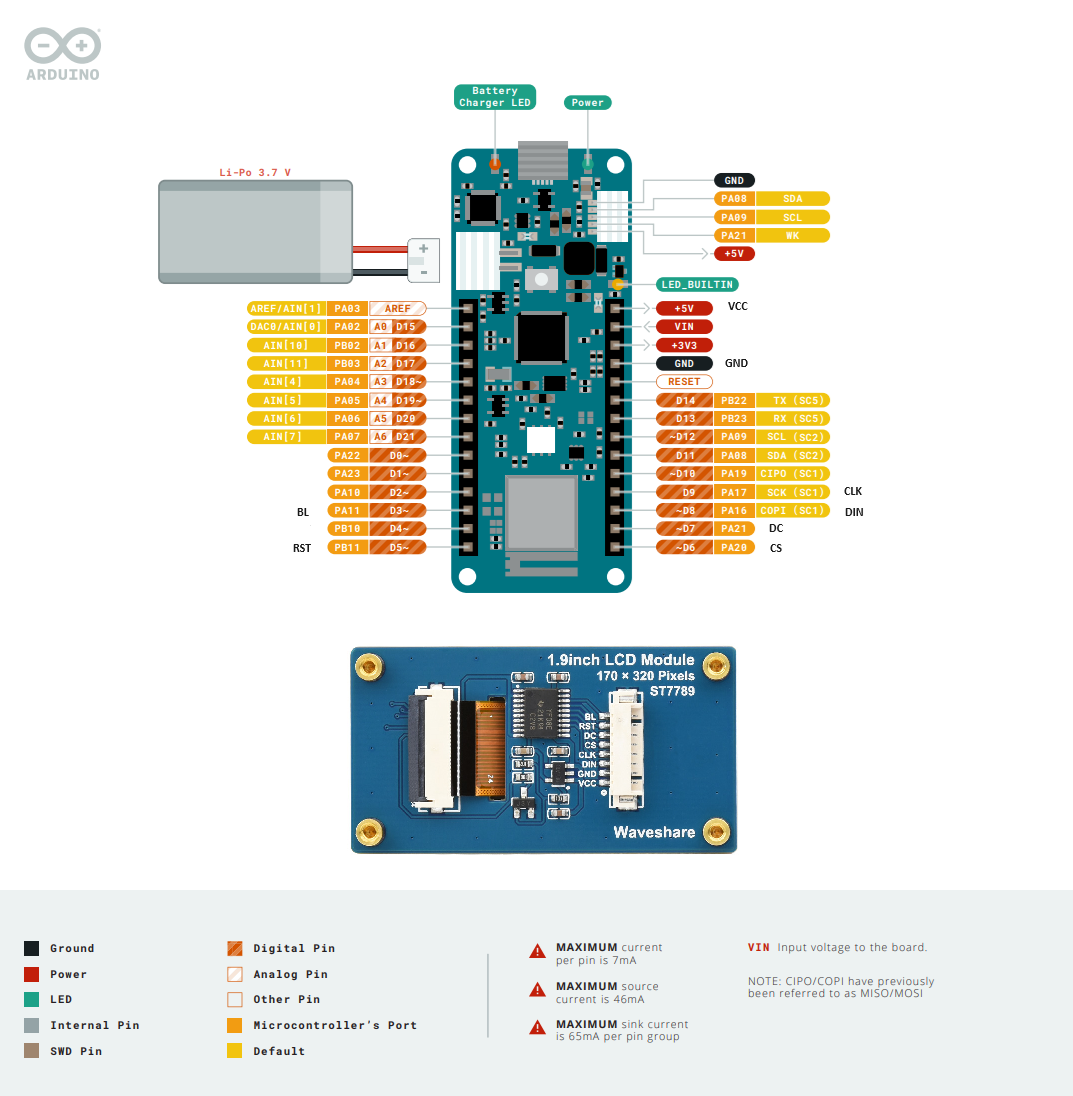 ARDUINO
Battery
Charger LED
Power
Li-Po 3.7 V
+
-
GND
PA08 SDA
PA09 SCL
PA21 WK
+5V
LED_BUILTIN
AREF/AIN[1] PA03 AREF
DAC0/AIN[0] PA02 A0 D15
AIN[10] PB02 A1 D16
AIN[11] PB03 A2 D17
AIN[4] PA04 A3 D18~
AIN[5] PA05 A4 D19~
AIN[6] PA06 A5 D20
AIN[7] PA07 A6 D21
PA22 D0~
PA23 D1~
PA10 D2~
BL PA11 D3~
PB10 D4~
RST PB11 D5~
+5V VCC
VIN
+3V3
GND GND
RESET
D14 PB22 TX (SC5)
D13 PB23 RX (SC5)
~D12 PA09 SCL (SC2)
D11 PA08 SDA (SC2)
~D10 PA19 CIPO (SC1)
D9 PA17 SCK (SC1) CLK
~D8 PA16 COPI (SC1) DIN
~D7 PA21 DC
~D6 PA20 CS
1.9inch LCD Module
170 × 320 Pixels
ST7789
BL
RST
DC
CS
CLK
DIN
GND
VCC
Waveshare
Ground
Power
LED
Internal Pin
SWD Pin
Digital Pin
Analog Pin
Other Pin
Microcontroller's Port
Default
MAXIMUM current
per pin is 7mA
MAXIMUM source
current is 46mA
MAXIMUM sink current
is 65mA per pin group
VIN Input voltage to the board.
NOTE: CIPO/COPI have previously
been referred to as MISO/MOSI